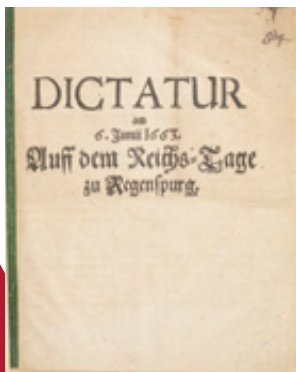 DICTATUR
am
6. Junii 1663.
Auff dem Reichs-Tage
zu Regenspurg.